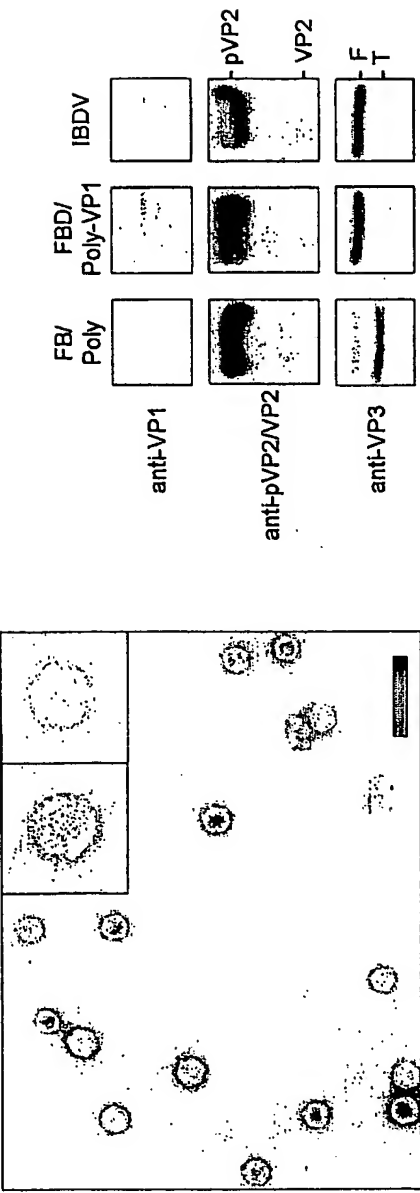 FB/
Poly
FBD/
Poly-VP1
IBDV
anti-VP1
anti-pVP2/VP2
pVP2
VP2
anti-VP3
F
T